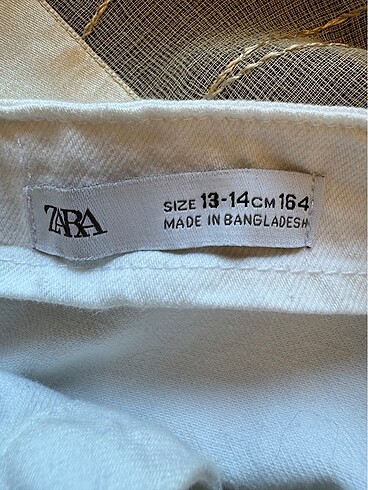 ZARA
SIZE 13-14 CM 164
MADE IN BANGLADESH